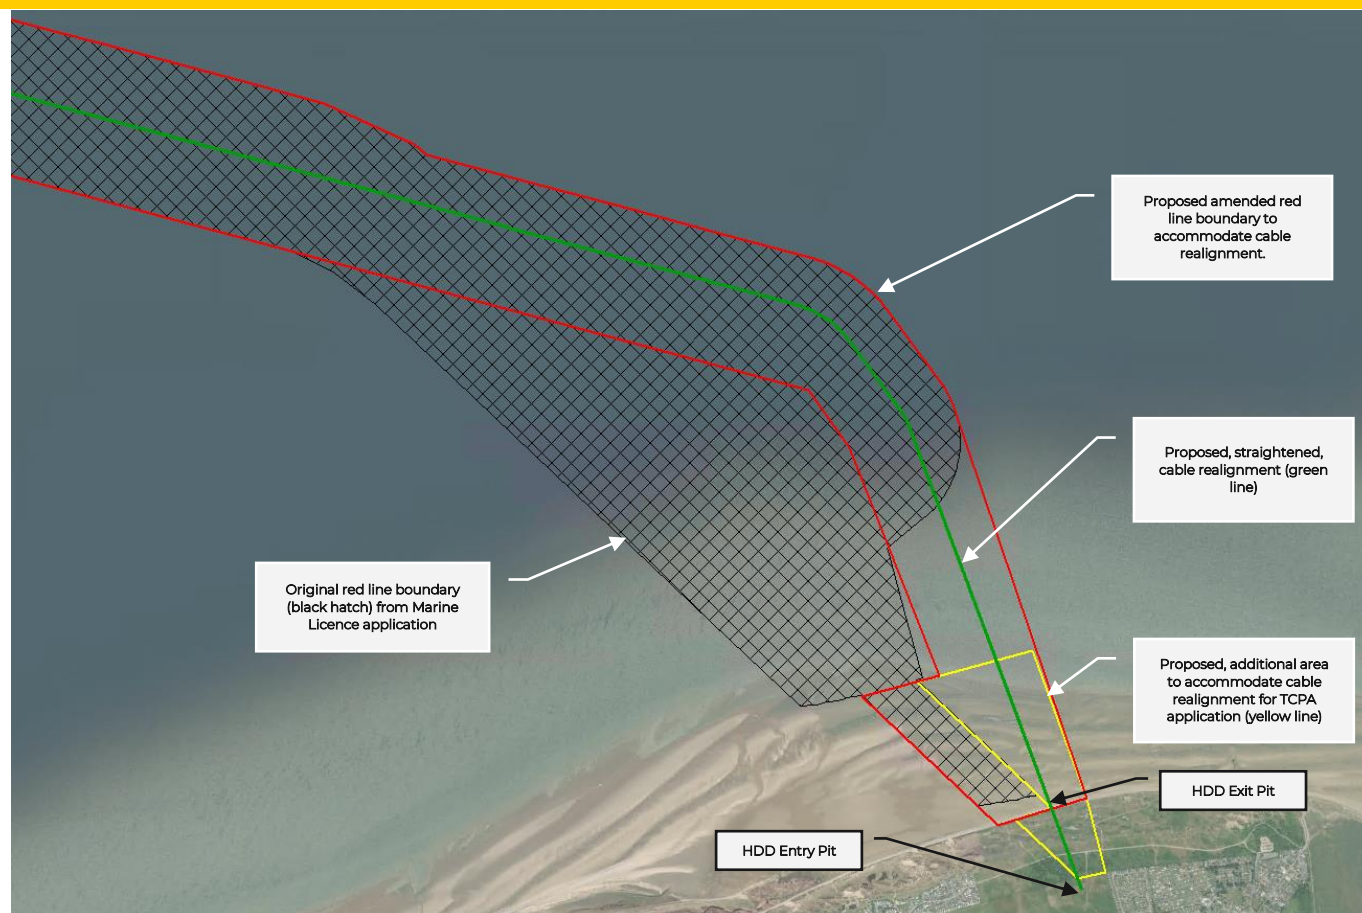 Proposed amended red
line boundary to
accommodate cable
realignment.
Proposed, straightened,
cable realignment (green
line)
Original red line boundary
(black hatch) from Marine
Licence application
Proposed, additional area
to accommodate cable
realignment for TCPA
application (yellow line)
HDD Exit Pit
HDD Entry Pit